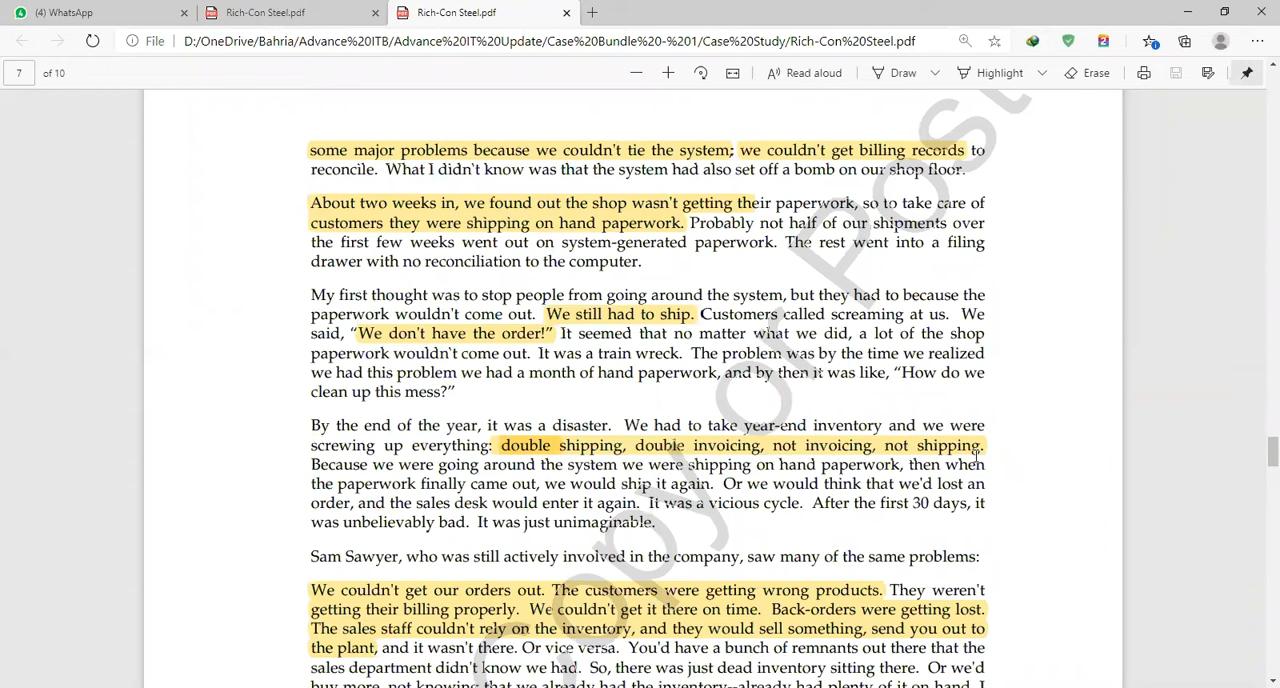 (4) WhatsApp
Rich-Con Steel.pdf
Rich-Con Steel.pdf
File
D:/OneDrive/Bahria/Advance%20ITB/Advance%20IT%20Update/Case%20Bundle%20-%201/Case%20Study/Rich-Con%20Steel.pdf
7 of 10
Read aloud
Draw
Highlight
Erase
some major problems because we couldn't tie the system; we couldn't get billing records to
reconcile. What I didn't know was that the system had also set off a bomb on our shop floor.
About two weeks in, we found out the shop wasn't getting their paperwork, so to take care of
customers they were shipping on hand paperwork. Probably not half of our shipments over
the first few weeks went out on system-generated paperwork. The rest went into a filing
drawer with no reconciliation to the computer.
My first thought was to stop people from going around the system, but they had to because the
paperwork wouldn't come out. We still had to ship. Customers called screaming at us. We
said, “We don't have the order!” It seemed that no matter what we did, a lot of the shop
paperwork wouldn't come out. It was a train wreck. The problem was by the time we realized
we had this problem we had a month of hand paperwork, and by then it was like, “How do we
clean up this mess?”
By the end of the year, it was a disaster. We had to take year-end inventory and we were
screwing up everything: double shipping, double invoicing, not invoicing, not shipping.
Because we were going around the system we were shipping on hand paperwork, then when
the paperwork finally came out, we would ship it again. Or we would think that we'd lost an
order, and the sales desk would enter it again. It was a vicious cycle. After the first 30 days, it
was unbelievably bad. It was just unimaginable.
Sam Sawyer, who was still actively involved in the company, saw many of the same problems:
We couldn't get our orders out. The customers were getting wrong products. They weren't
getting their billing properly. We couldn't get it there on time. Back-orders were getting lost.
The sales staff couldn't rely on the inventory, and they would sell something, send you out to
the plant, and it wasn't there. Or vice versa. You'd have a bunch of remnants out there that the
sales department didn't know we had. So, there was just dead inventory sitting there. Or we'd
buy more, not knowing that we already had the inventory--already had plenty of it on hand. I
Copy or Post